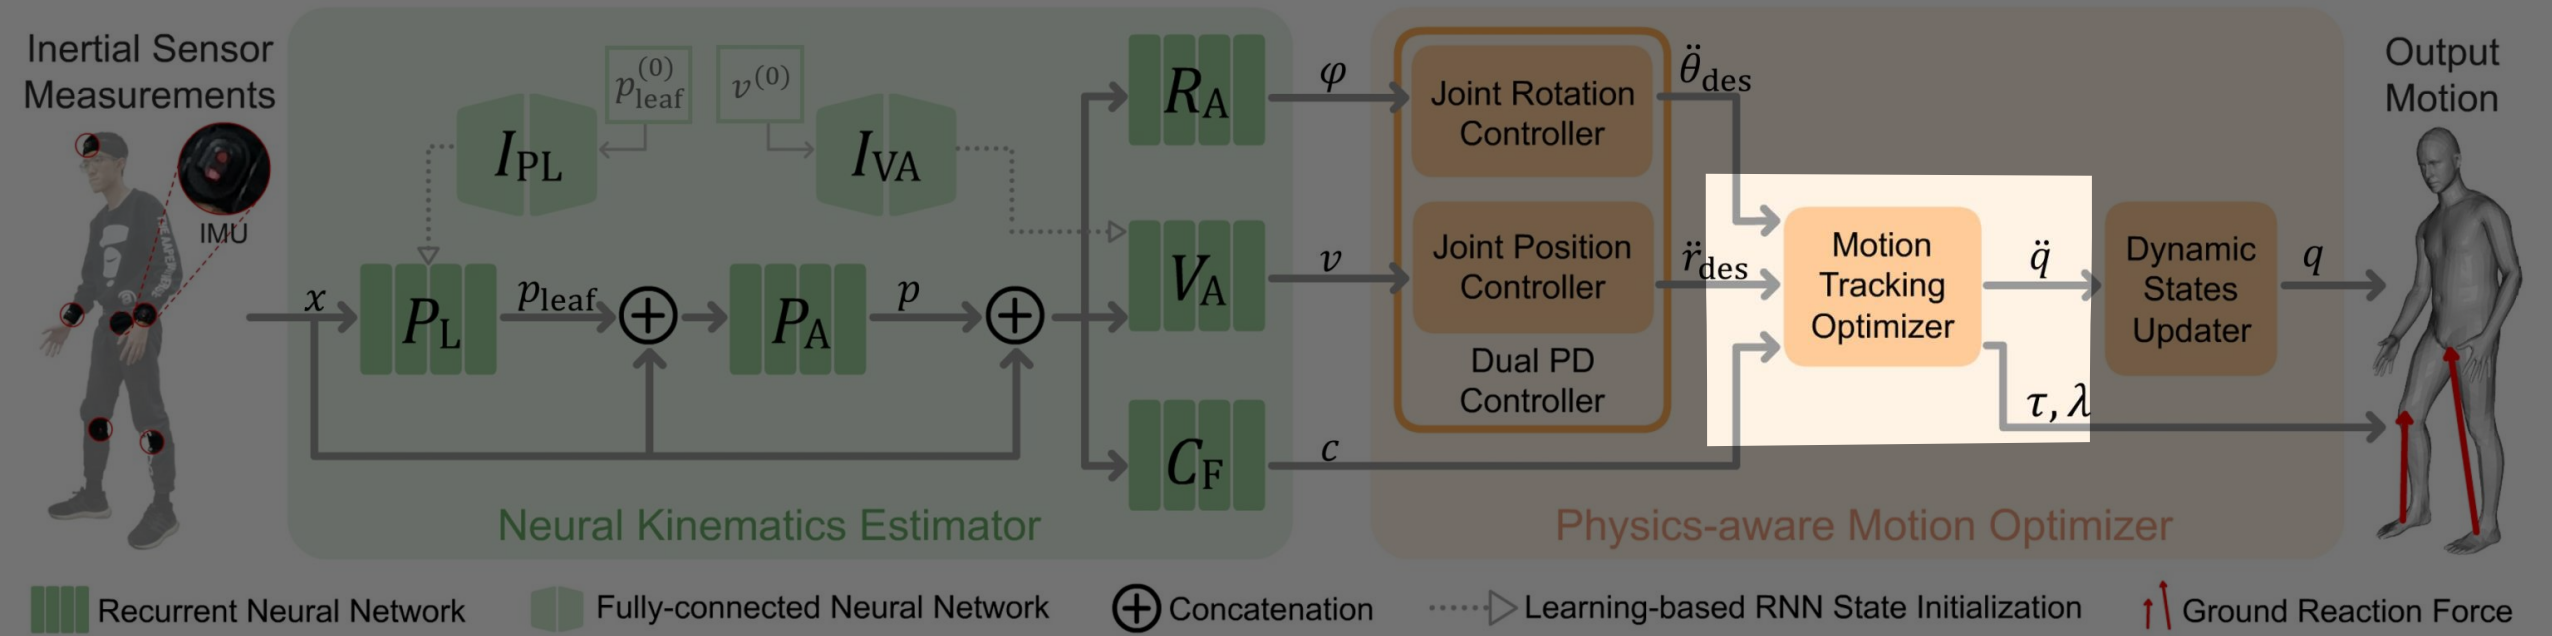 Inertial Sensor
Measurements
IMU
x
P_L
I_PL
p_leaf^(0)
v^(0)
I_VA
p_leaf
P_A
p
R_A
V_A
C_F
φ
v
c
Neural Kinematics Estimator
Joint Rotation
Controller
Joint Position
Controller
Dual PD
Controller
θ̈_des
r̈_des
Motion
Tracking
Optimizer
q̈
τ, λ
Dynamic
States
Updater
q
Physics-aware Motion Optimizer
Output
Motion
Recurrent Neural Network
Fully-connected Neural Network
Concatenation
Learning-based RNN State Initialization
Ground Reaction Force